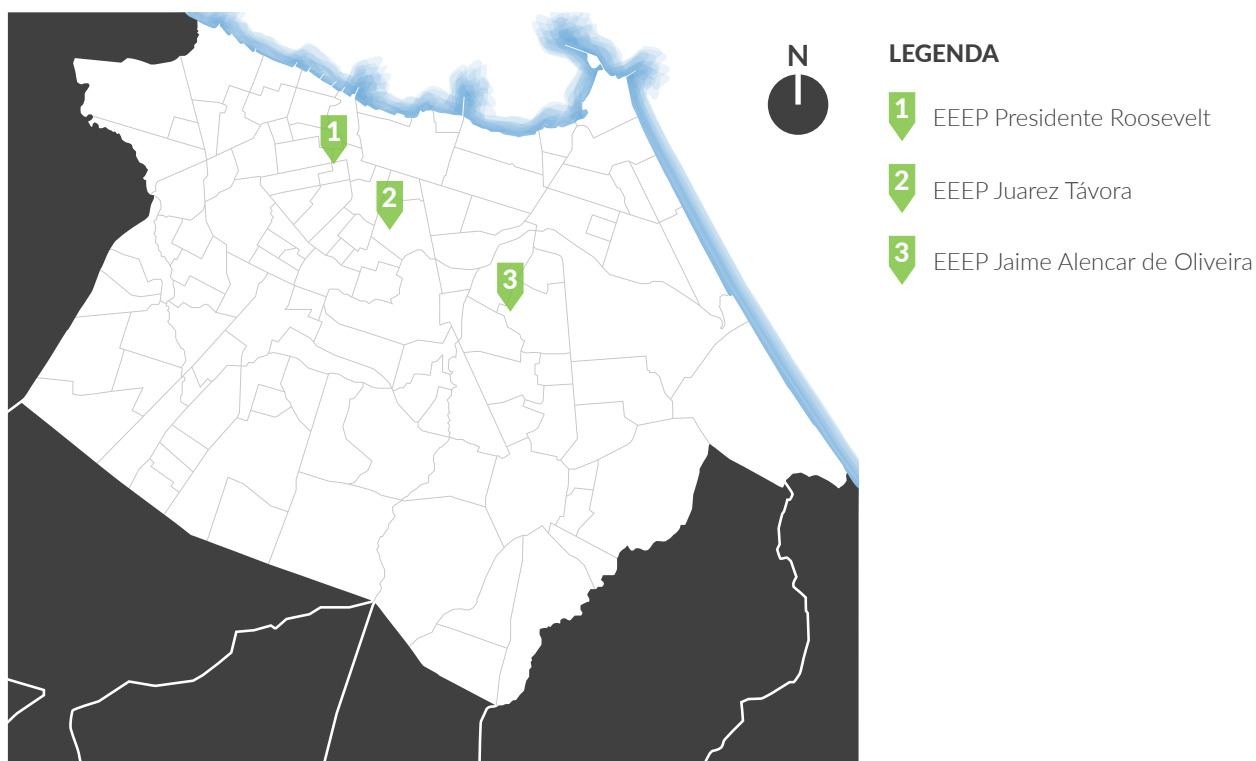 N
LEGENDA
1 EEEP Presidente Roosevelt
2 EEEP Juarez Távora
3 EEEP Jaime Alencar de Oliveira
1
2
3